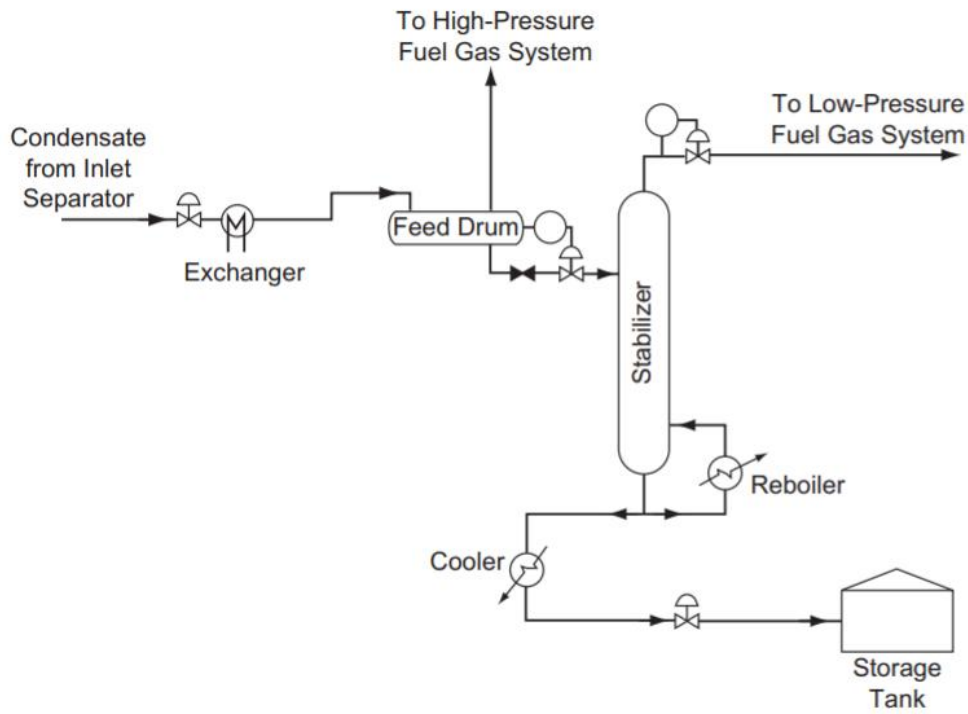 To High-Pressure
Fuel Gas System
To Low-Pressure
Fuel Gas System
Condensate
from Inlet
Separator
Exchanger
Feed Drum
Stabilizer
Reboiler
Cooler
Storage
Tank